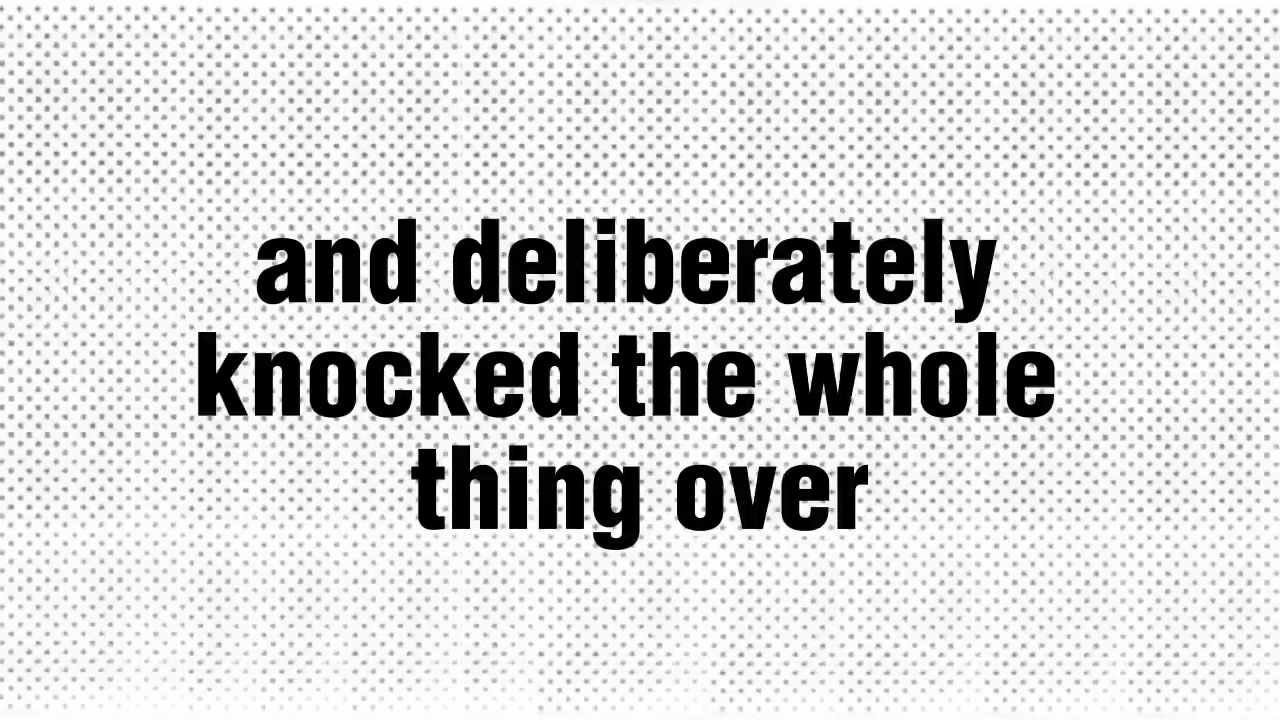 and deliberately
knocked the whole
thing over